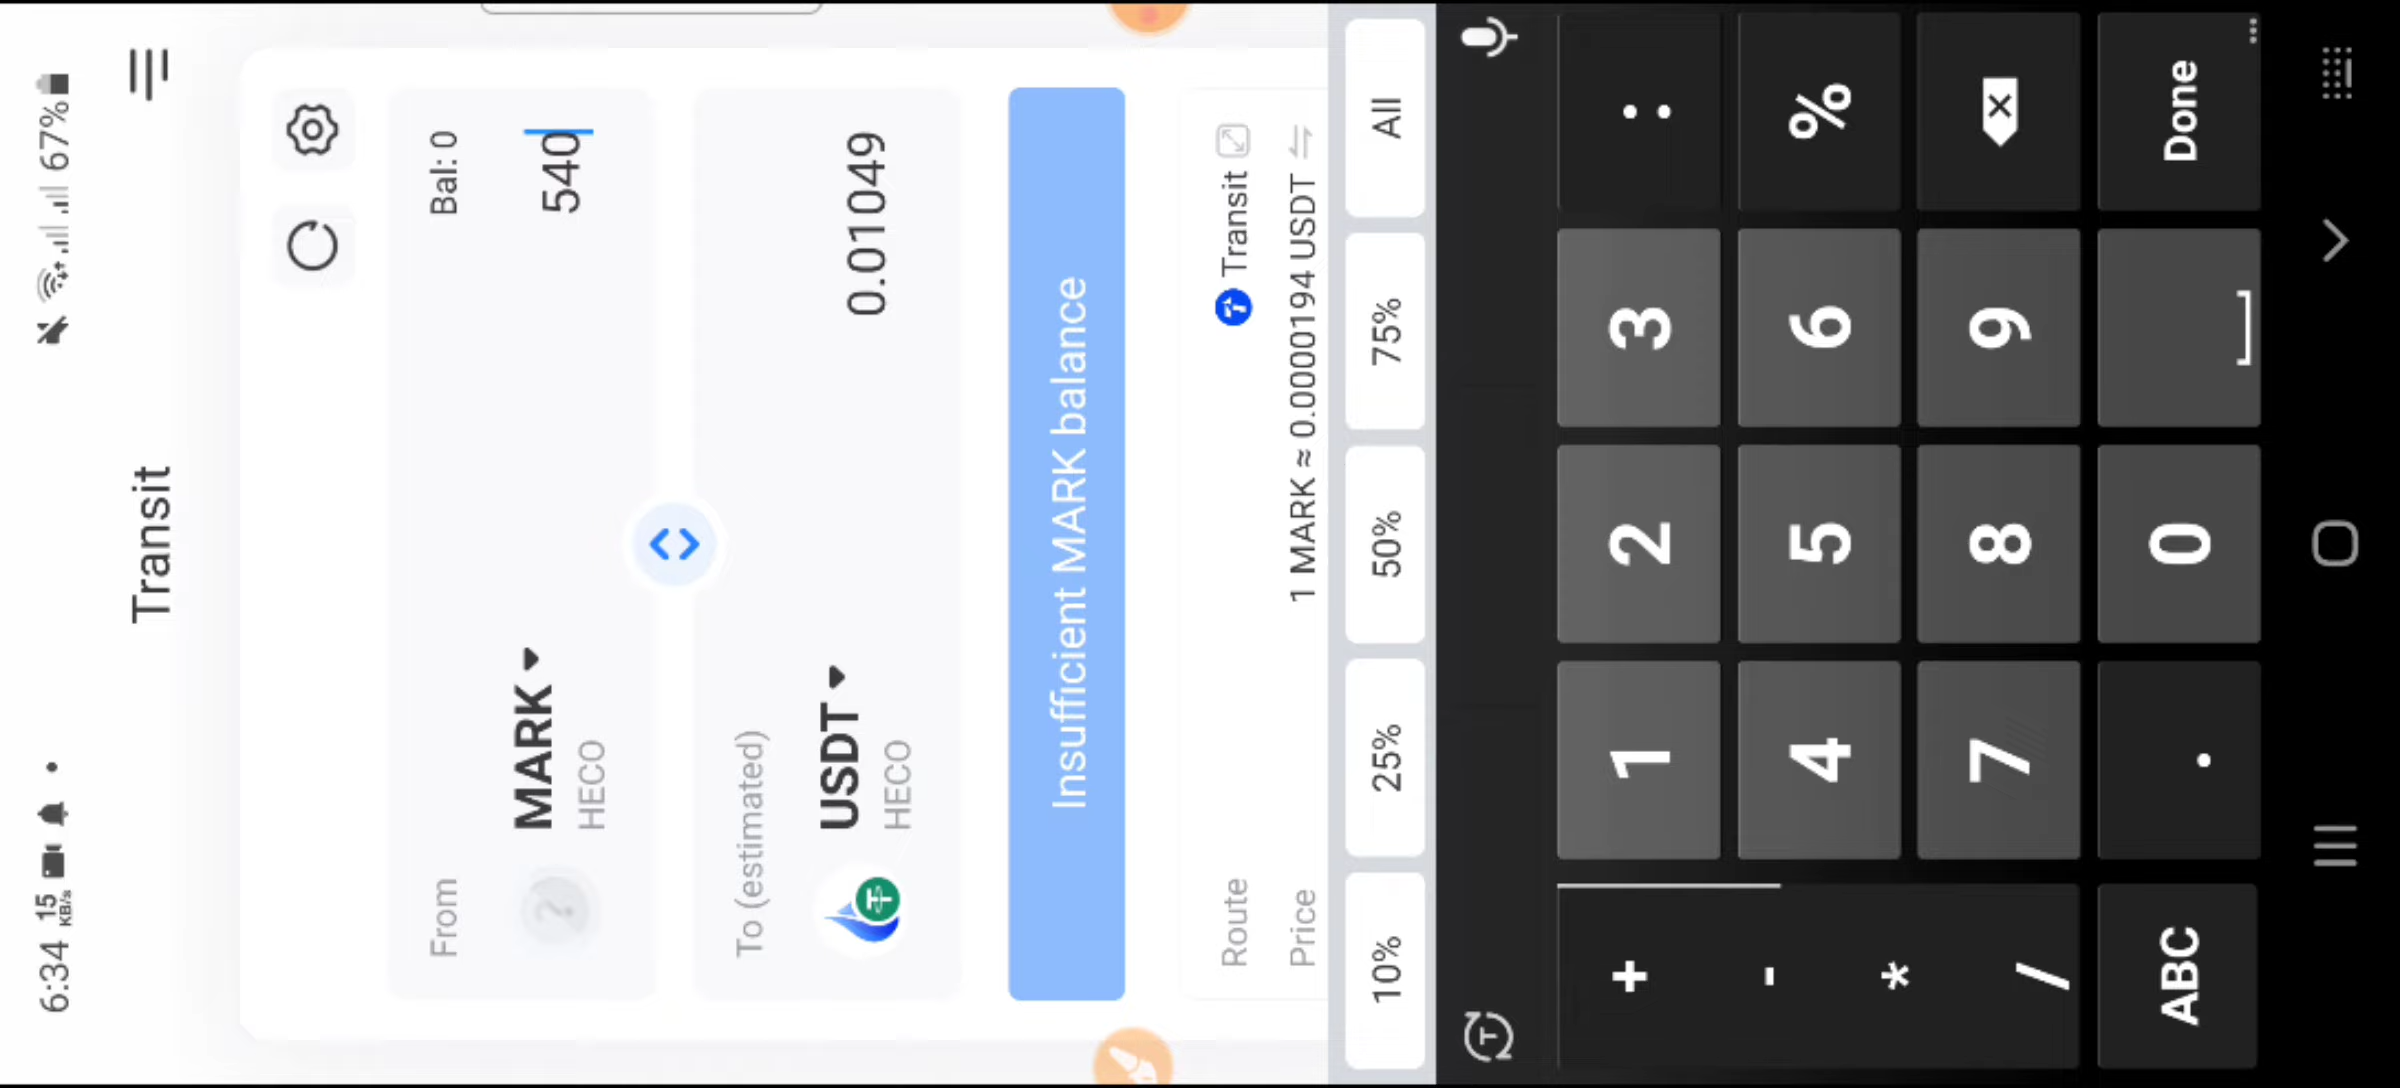 6:34 15 KB/s • 67%
Transit
From Bal: 0
MARK 540
HECO
To (estimated)
USDT 0.01049
HECO
Insufficient MARK balance
Route Transit
Price 1 MARK ≈ 0.0000194 USDT
10% 25% 50% 75% All
T
+ 1 2 3 :
- 4 5 6 %
* 7 8 9
/
ABC . 0 Done